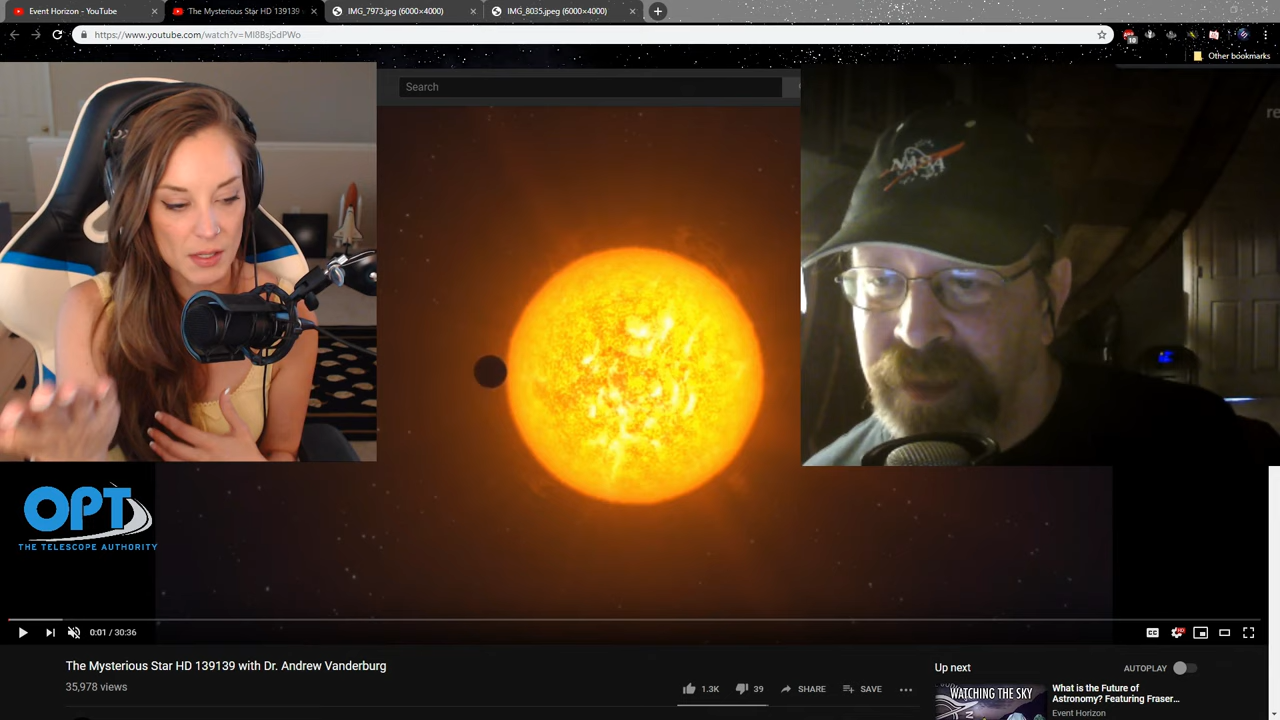 Event Horizon - YouTube
The Mysterious Star HD 139139
IMG_7973.jpg (6000×4000)
IMG_8035.jpeg (6000×4000)
https://www.youtube.com/watch?v=MI8BsjSdPWo
Other bookmarks
Search
re
NASA
OPT
THE TELESCOPE AUTHORITY
0:01 / 30:36
CC
HD
The Mysterious Star HD 139139 with Dr. Andrew Vanderburg
35,978 views
1.3K
39
SHARE
SAVE
Up next
AUTOPLAY
WATCHING THE SKY
What is the Future of
Astronomy? Featuring Fraser...
Event Horizon